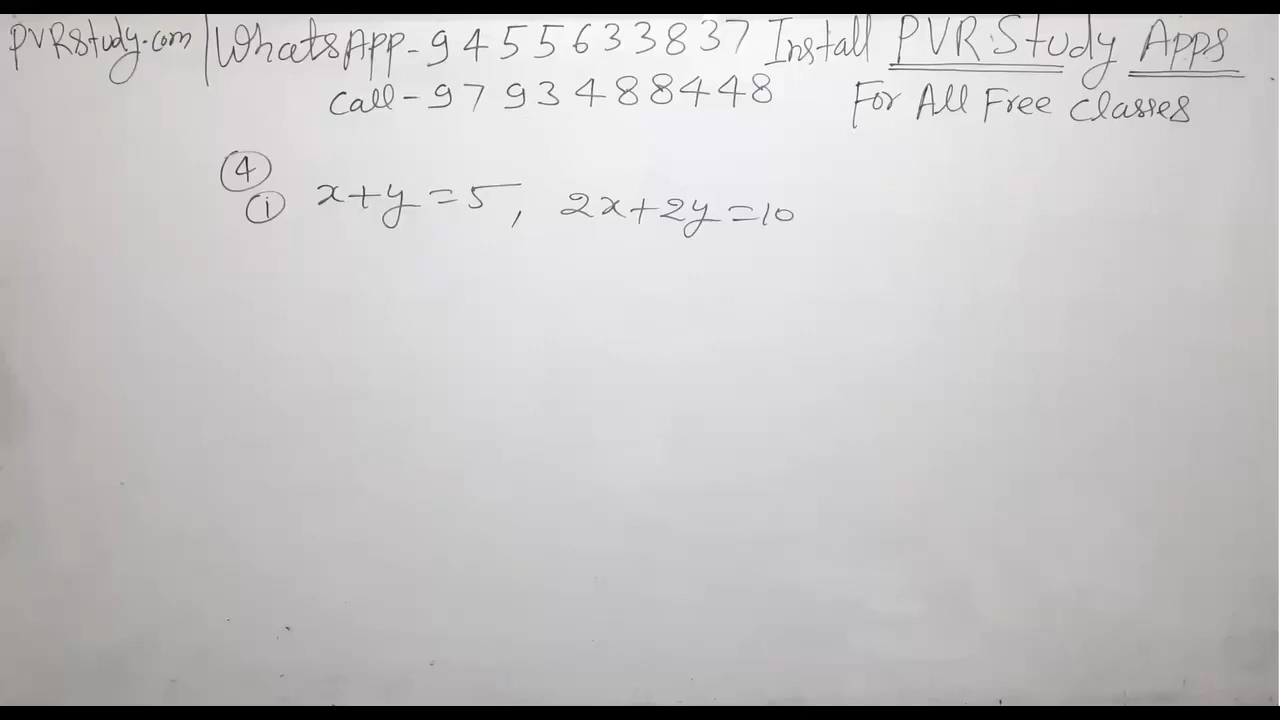 PVRStudy.com | WhatsApp - 9455633837 Install PVR Study Apps
Call - 9793488448 For All Free Classes
④
① x+y=5, 2x+2y=10